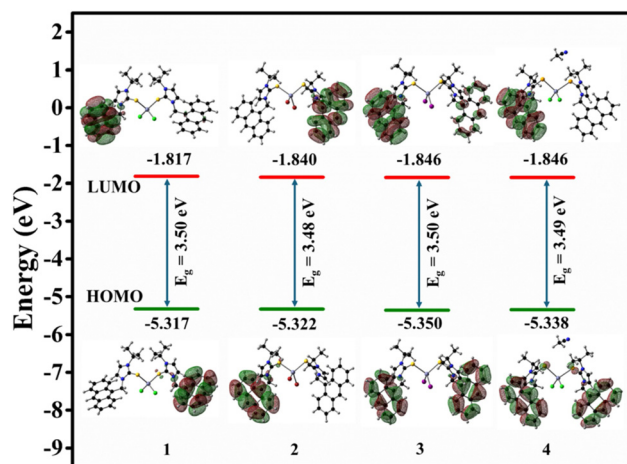 2
1
0
-1
-2
-3
-4
-5
-6
-7
-8
-9
Energy (eV)
-1.817 -1.840 -1.846 -1.846
LUMO
E_g = 3.50 eV E_g = 3.48 eV E_g = 3.50 eV E_g = 3.49 eV
HOMO
-5.317 -5.322 -5.350 -5.338
1 2 3 4